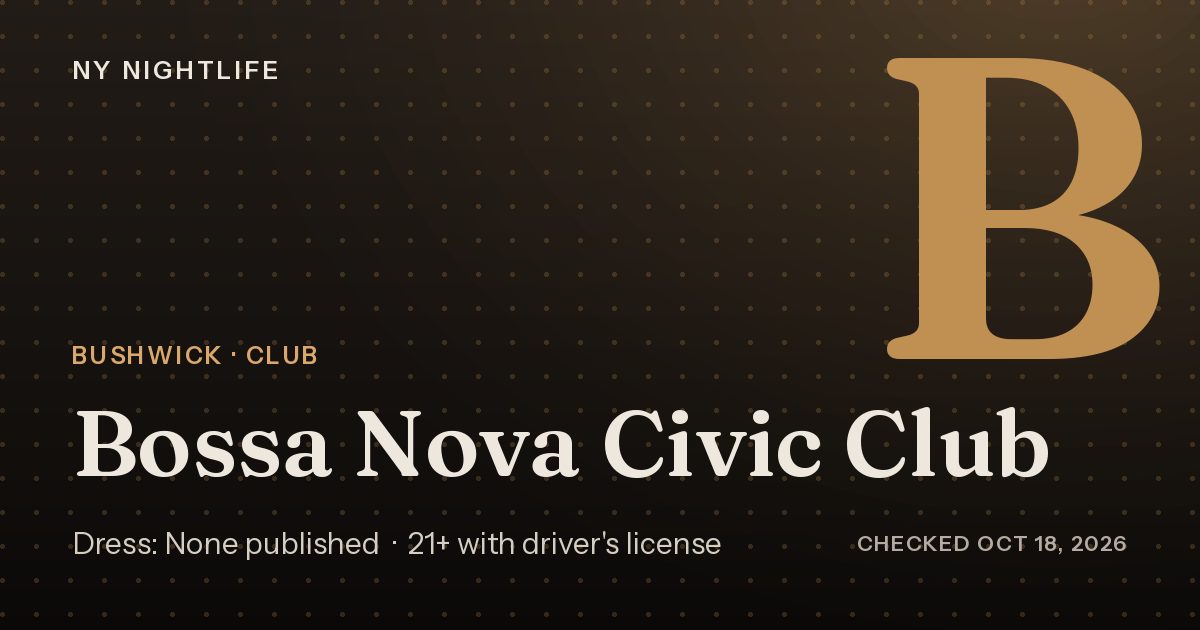 NY NIGHTLIFE
B
BUSHWICK · CLUB
Bossa Nova Civic Club
Dress: None published · 21+ with driver's license
CHECKED OCT 18, 2026